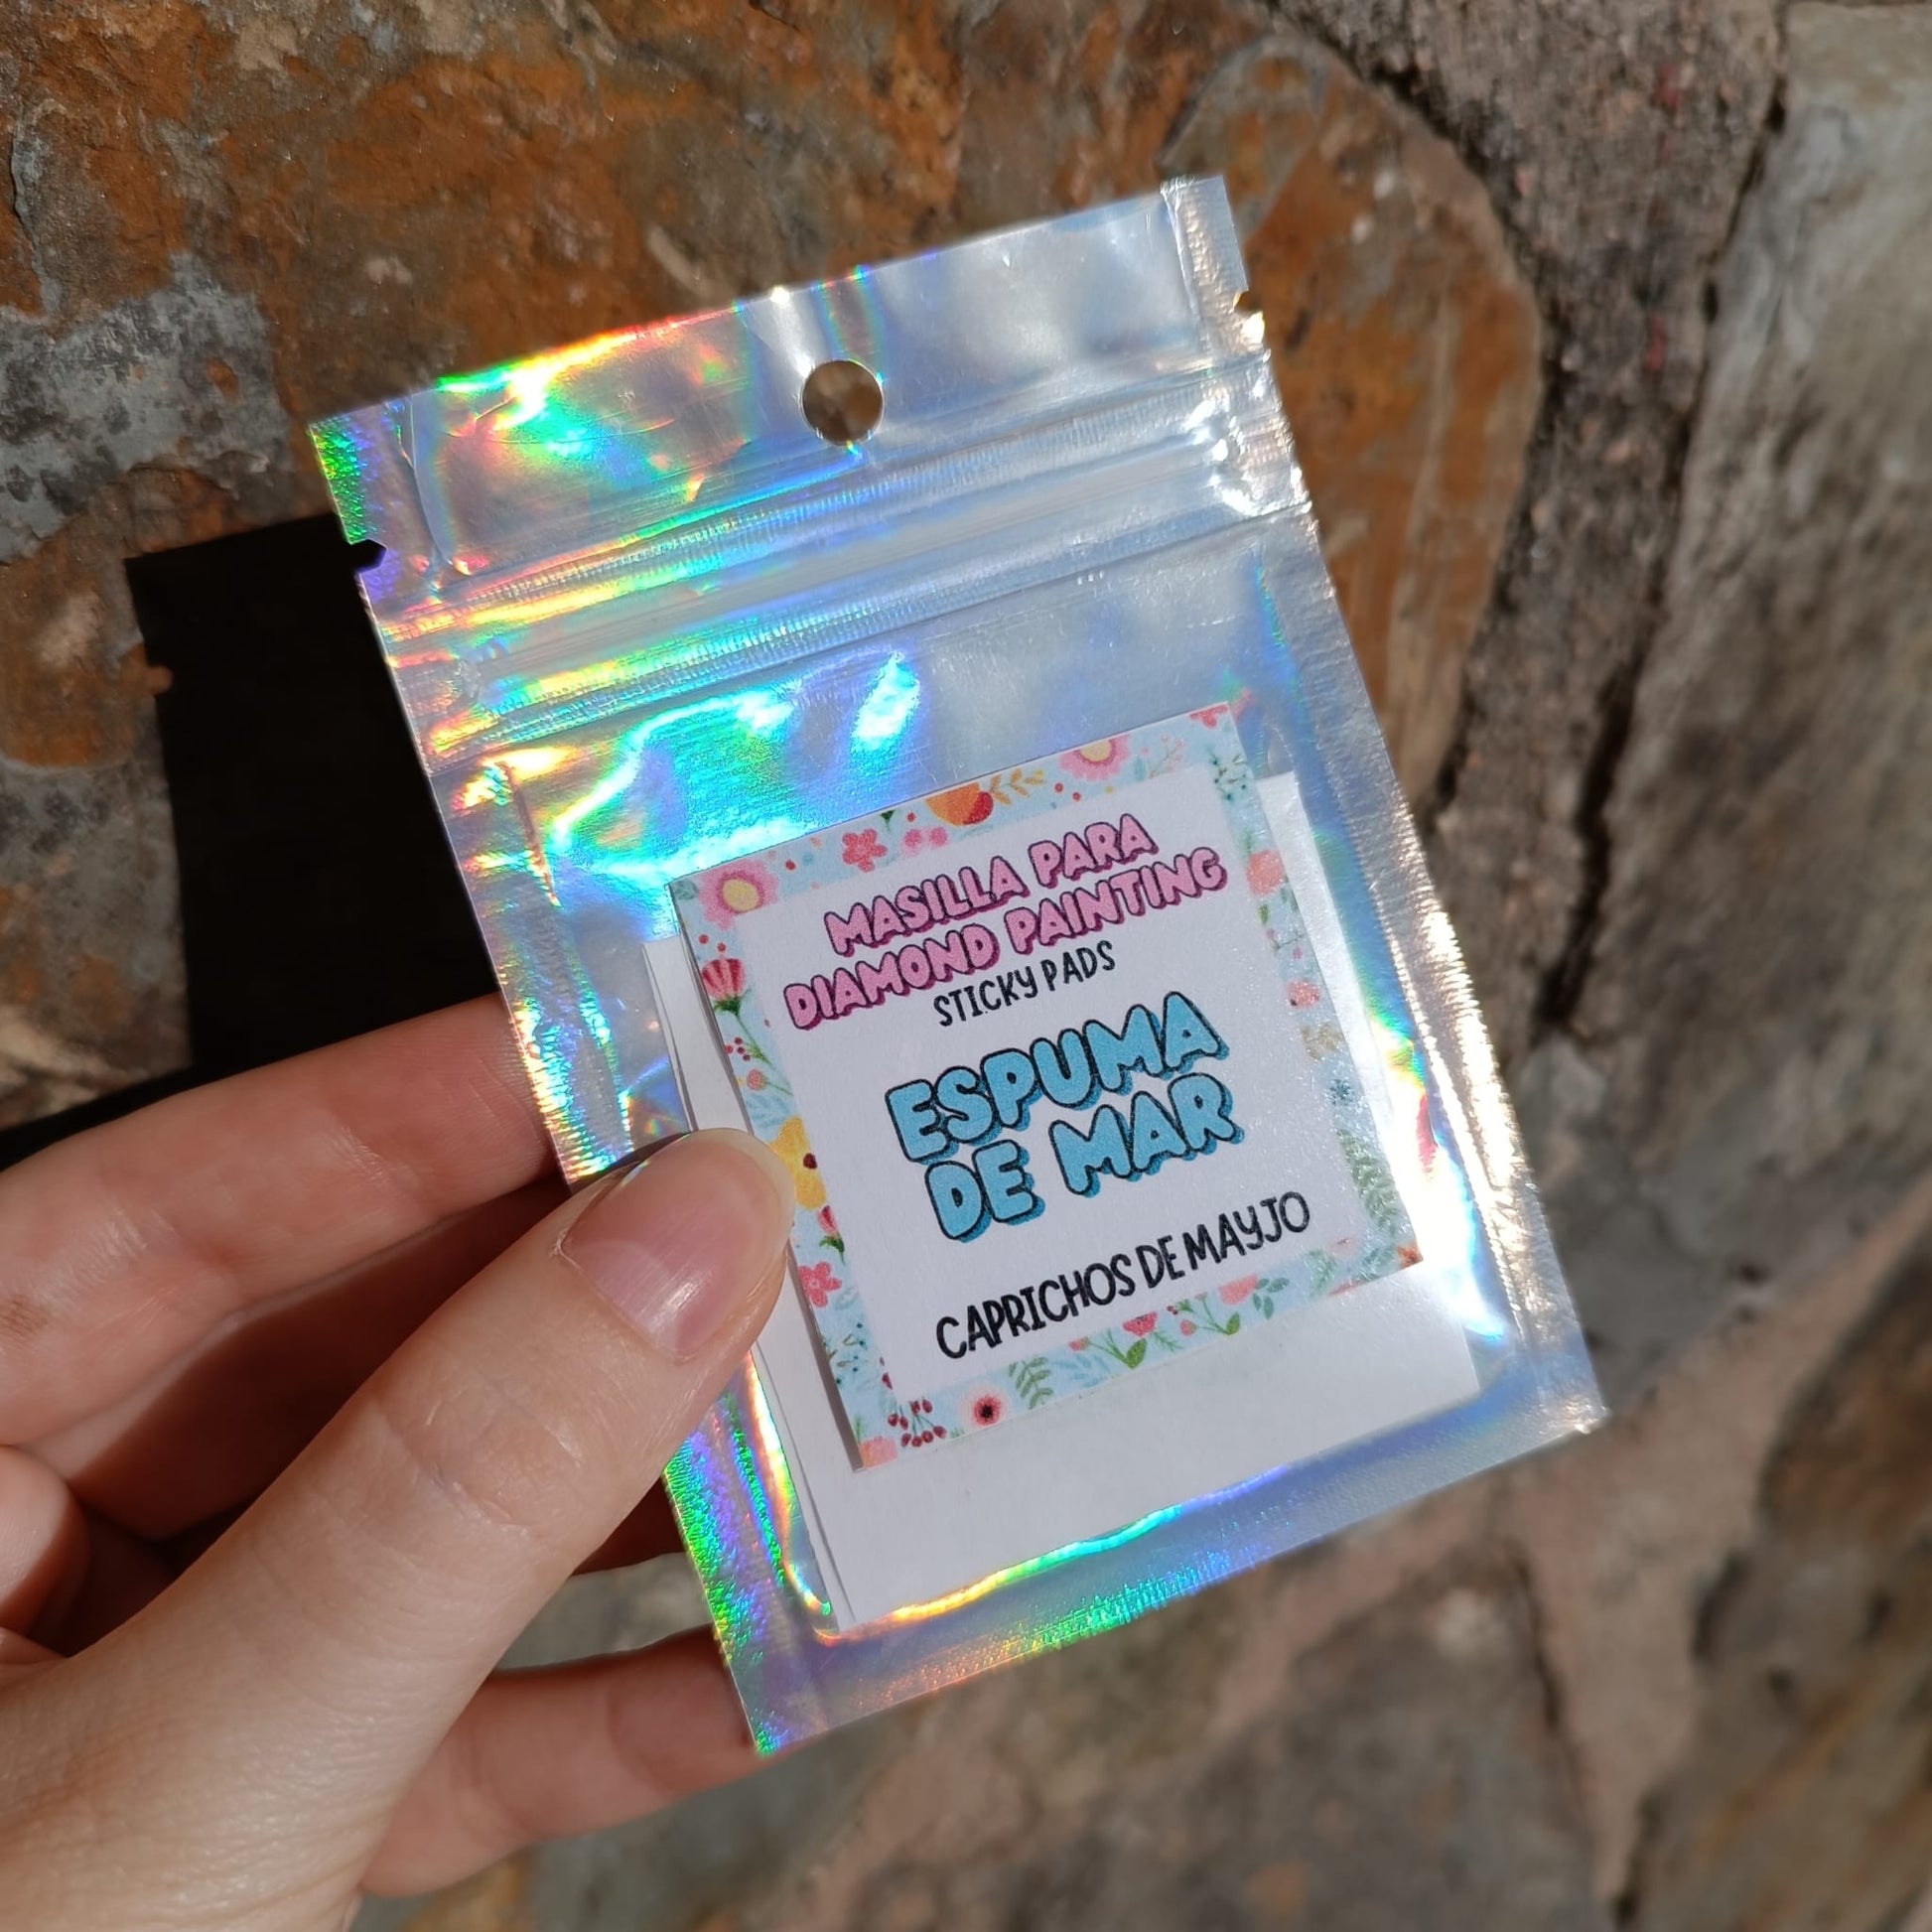 MASILLA PARA
DIAMOND PAINTING
STICKY PADS
ESPUMA
DE MAR
CAPRICHOS DE MAYJO